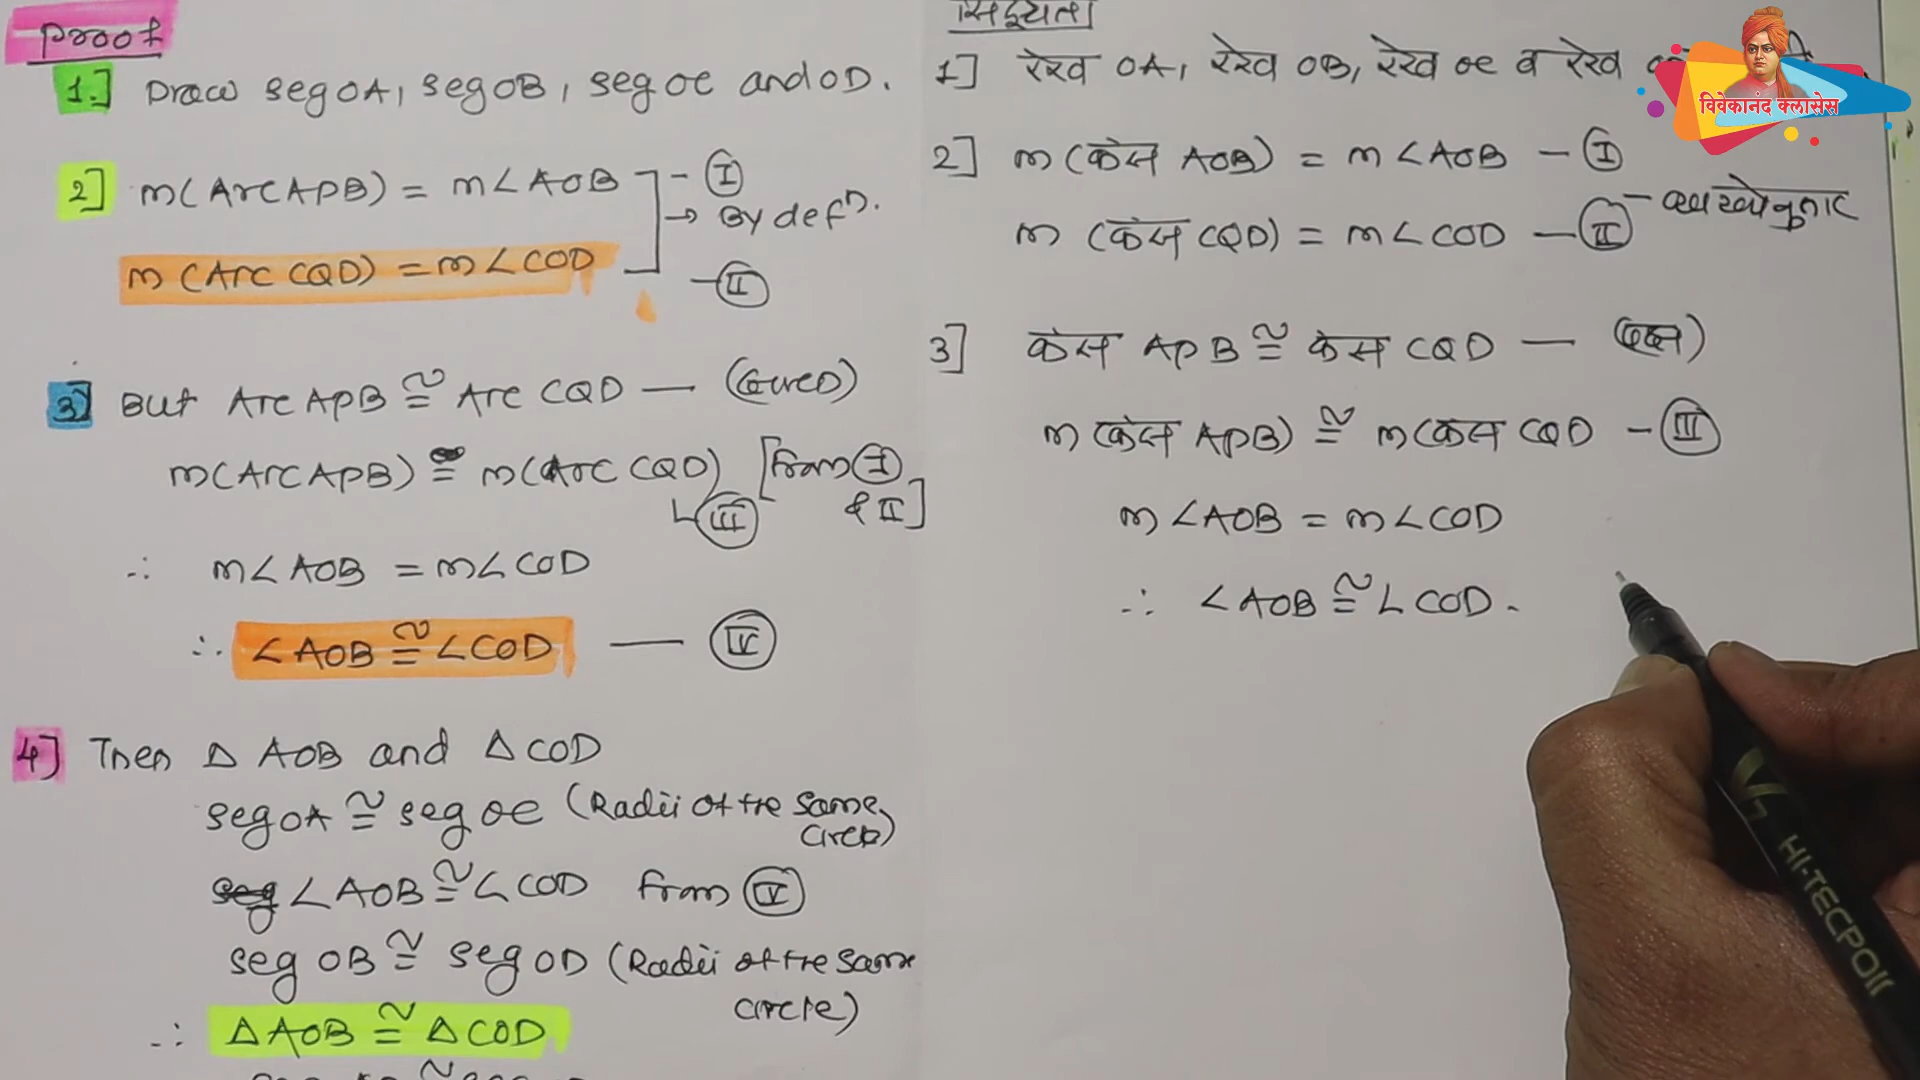 Proof
1.] Draw seg OA, seg OB, seg OC and OD.
2] m(Arc APB) = m∠AOB - I
→ By defn.
m(Arc CQD) = m∠COD - II
3] But Arc APB ≅ Arc CQD — (Given)
m(Arc APB) = m(Arc CQD) [from I & II]
III
∴ m∠AOB = m∠COD
∴ ∠AOB ≅ ∠COD — IV
4] Then △ AOB and △ COD
seg OA ≅ seg OC (Radii of the same circle)
∠AOB ≅ ∠COD from IV
seg OB ≅ seg OD (Radii of the same circle)
∴ △AOB ≅ △COD
सिद्धता
1] रेख OA, रेख OB, रेख OC व रेख
2] m(कंस AOB) = m∠AOB - I
m(कंस CQD) = m∠COD - II
3] कंस APB ≅ कंस CQD —
m(कंस APB) ≅ m(कंस CQD - III
m∠AOB = m∠COD
∴ ∠AOB ≅ ∠COD.
विवेकानंद क्लासेस
V7 HI-TECPOINT